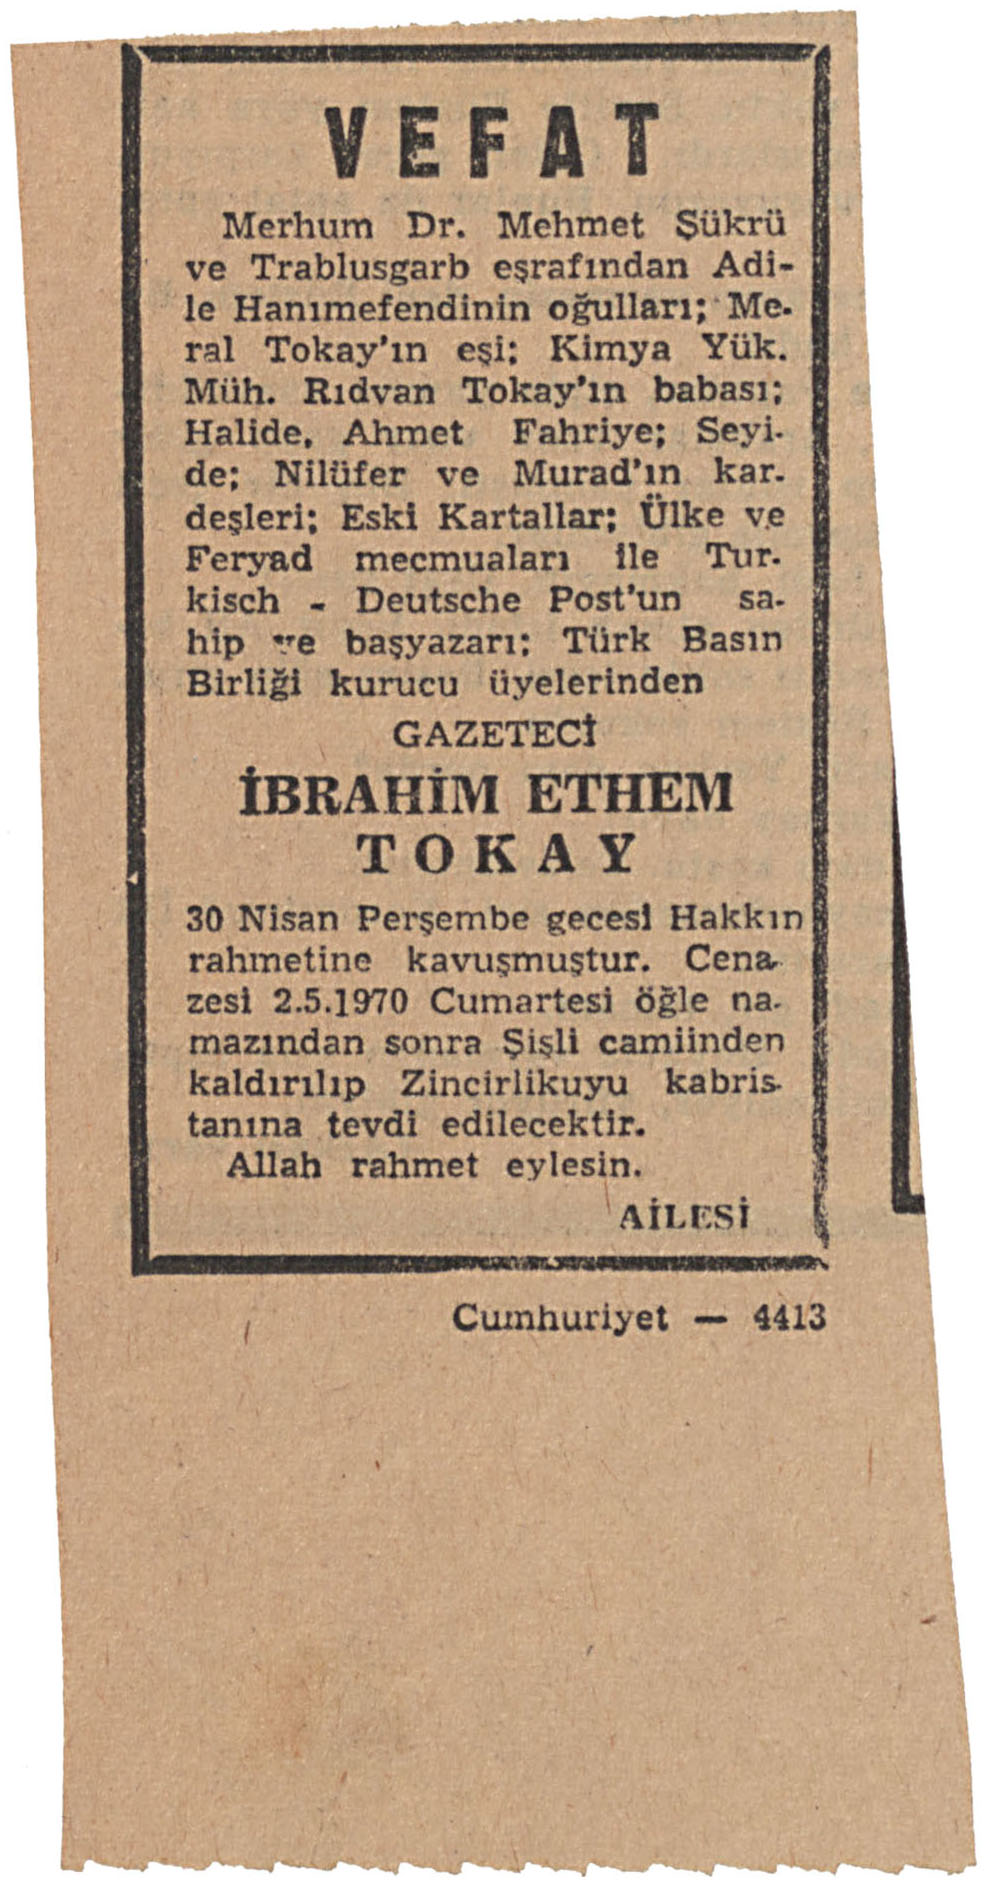 VEFAT
Merhum Dr. Mehmet Şükrü
ve Trablusgarb eşrafından Adi-
le Hanımefendinin oğulları; Me-
ral Tokay'ın eşi; Kimya Yük.
Müh. Rıdvan Tokay'ın babası;
Halide, Ahmet Fahriye; Seyi-
de; Nilüfer ve Murad'ın kar-
deşleri; Eski Kartallar; Ülke ve
Feryad mecmuaları ile Tur-
kisch - Deutsche Post'un sa-
hip ve başyazarı; Türk Basın
Birliği kurucu üyelerinden
GAZETECİ
İBRAHİM ETHEM
TOKAY
30 Nisan Perşembe gecesi Hakkın
rahmetine kavuşmuştur. Cena-
zesi 2.5.1970 Cumartesi öğle na-
mazından sonra Şişli camiinden
kaldırılıp Zincirlikuyu kabris-
tanına tevdi edilecektir.
Allah rahmet eylesin.
AİLESİ
Cumhuriyet — 4413